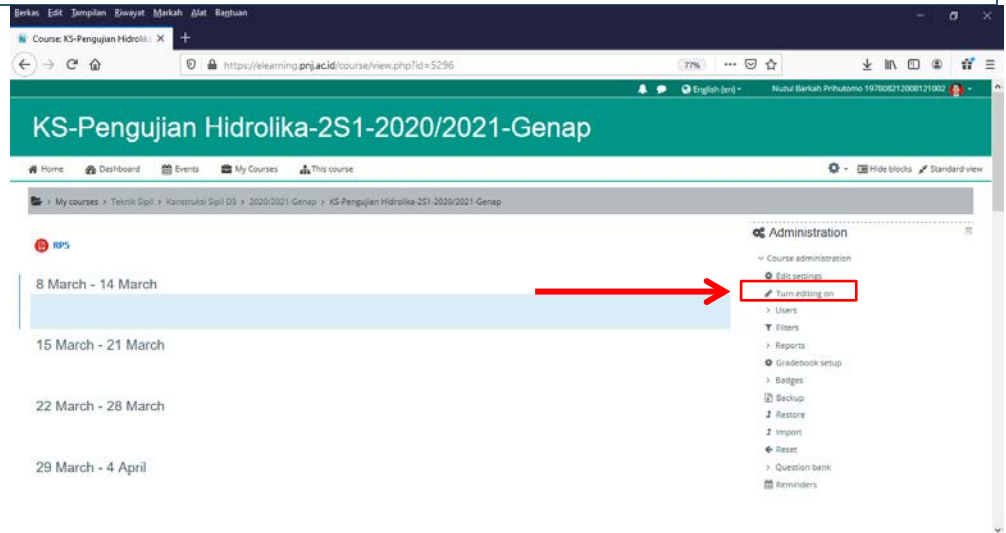 Berkas Edit Tampilan Riwayat Markah Alat Bantuan
Course: KS-Pengujian Hidrolik
https://elearning.pnj.ac.id/course/view.php?id=5296
77%
English (en)
Nuzul Barkah Prihutomo 197808212008121002
KS-Pengujian Hidrolika-2S1-2020/2021-Genap
Home Dashboard Events My Courses This course
Hide blocks Standard view
My courses > Teknik Sipil > Konstruksi Sipil D3 > 2020/2021 Genap > KS-Pengujian Hidrolika-2S1-2020/2021-Genap
RPS
8 March - 14 March
15 March - 21 March
22 March - 28 March
29 March - 4 April
Administration
Course administration
Edit settings
Turn editing on
Users
Filters
Reports
Gradebook setup
Badges
Backup
Restore
Import
Reset
Question bank
Reminders